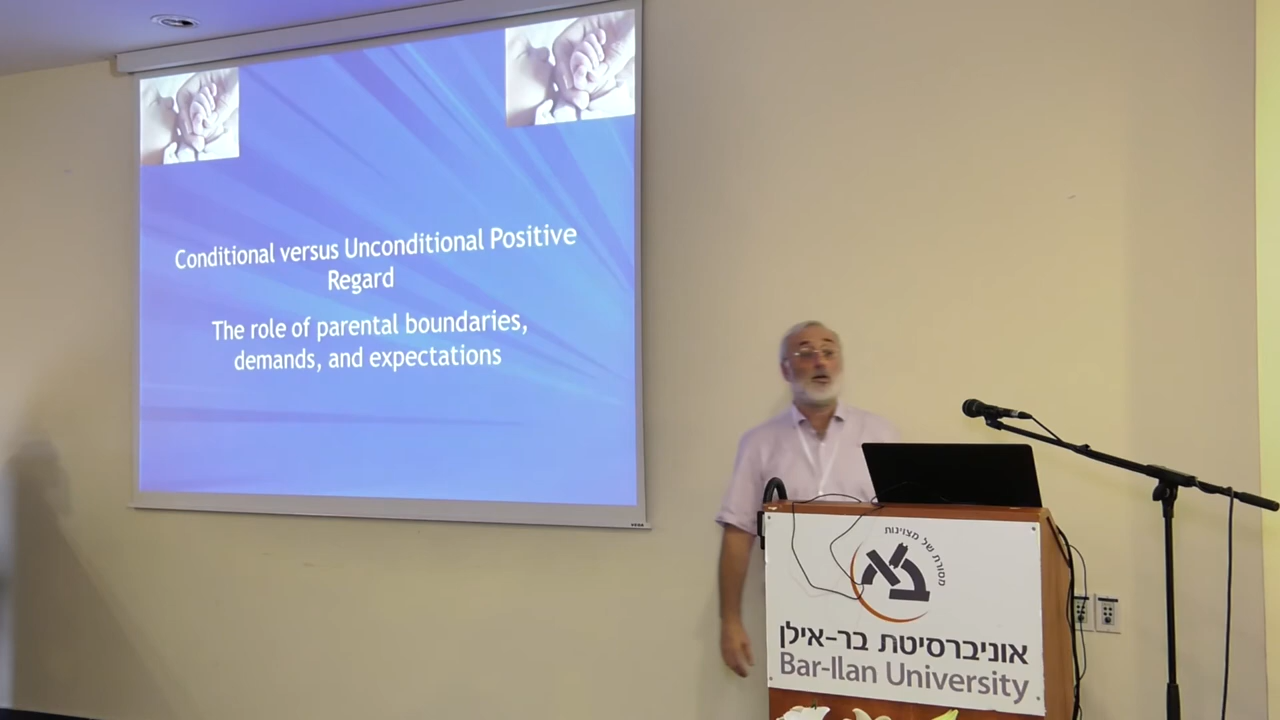 Conditional versus Unconditional Positive
Regard
The role of parental boundaries,
demands, and expectations
מסורת של מצוינות
בא
אוניברסיטת בר-אילן
Bar-Ilan University